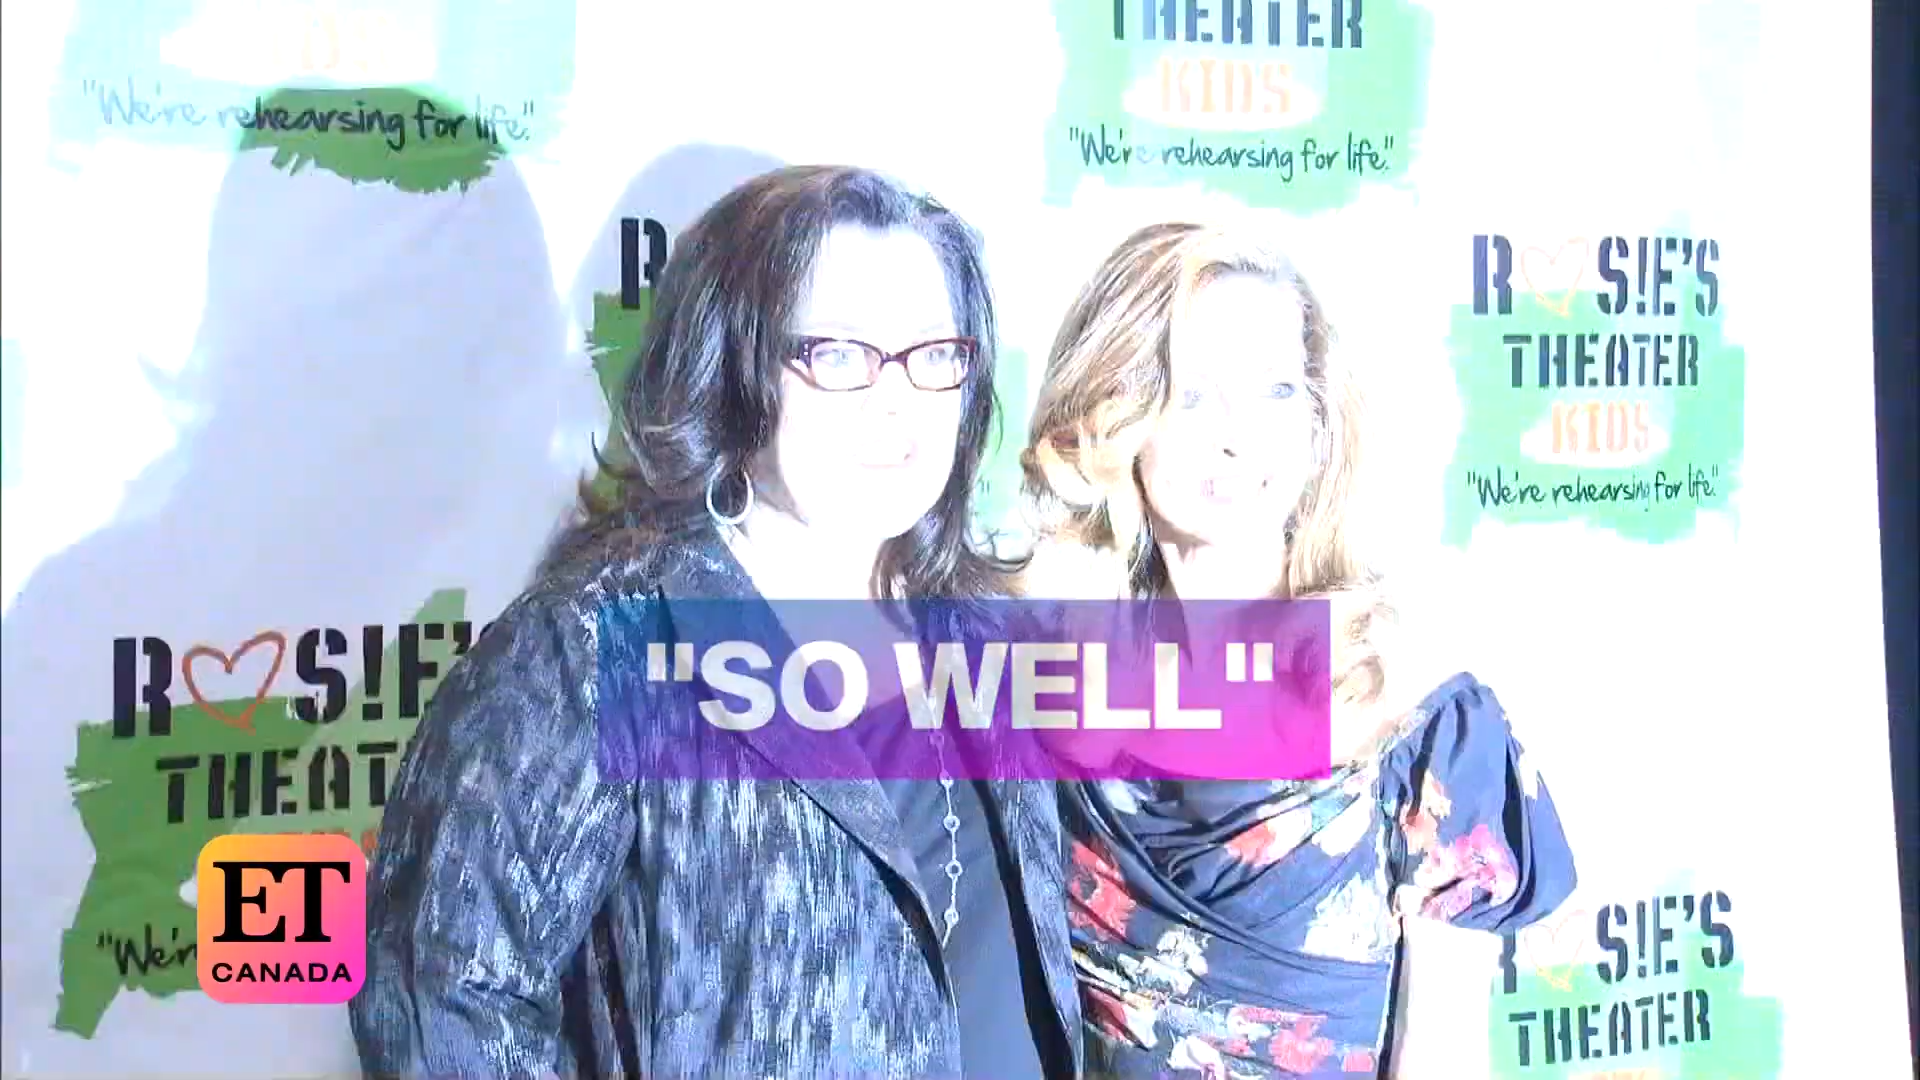 "We're rehearsing for life."
THEATER
KIDS
"We're rehearsing for life."
R
R♡S!E'S
THEATER
KIDS
"We're rehearsing for life."
R♡S!E'
THEAT
"We'r
"SO WELL"
ET
CANADA
S!E'S
THEATER